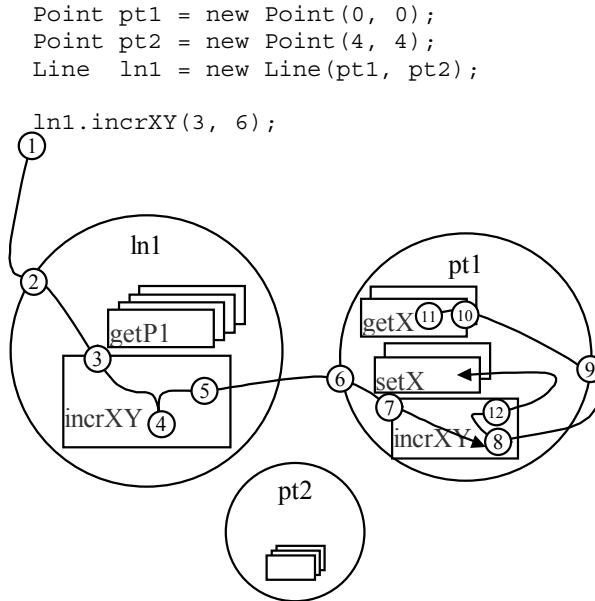 Point pt1 = new Point(0, 0);
Point pt2 = new Point(4, 4);
Line  ln1 = new Line(pt1, pt2);
ln1.incrXY(3, 6);
1
ln1
pt1
2
getP1
getX
11
10
3
9
setX
6
5
7
12
incrXY
4
incrXY
8
pt2